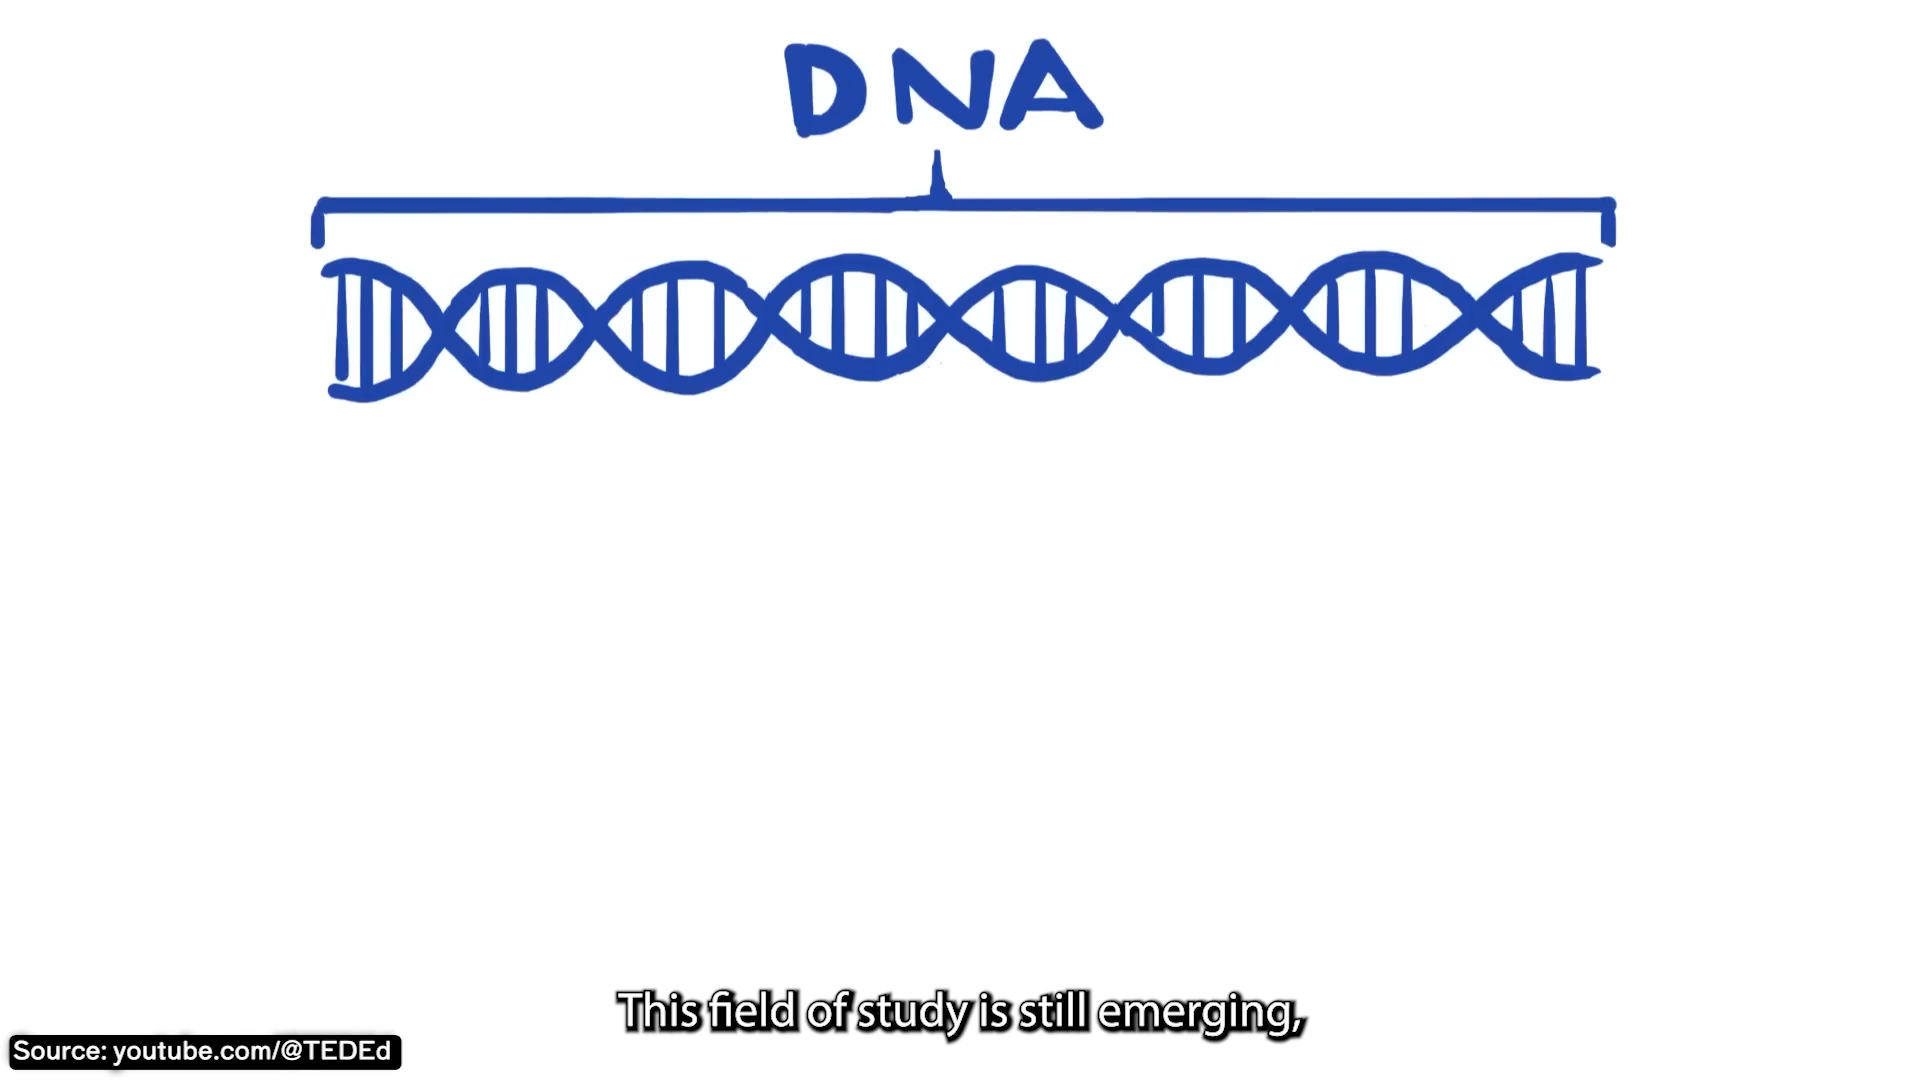 DNA
This field of study is still emerging,
Source: youtube.com/@TEDEd